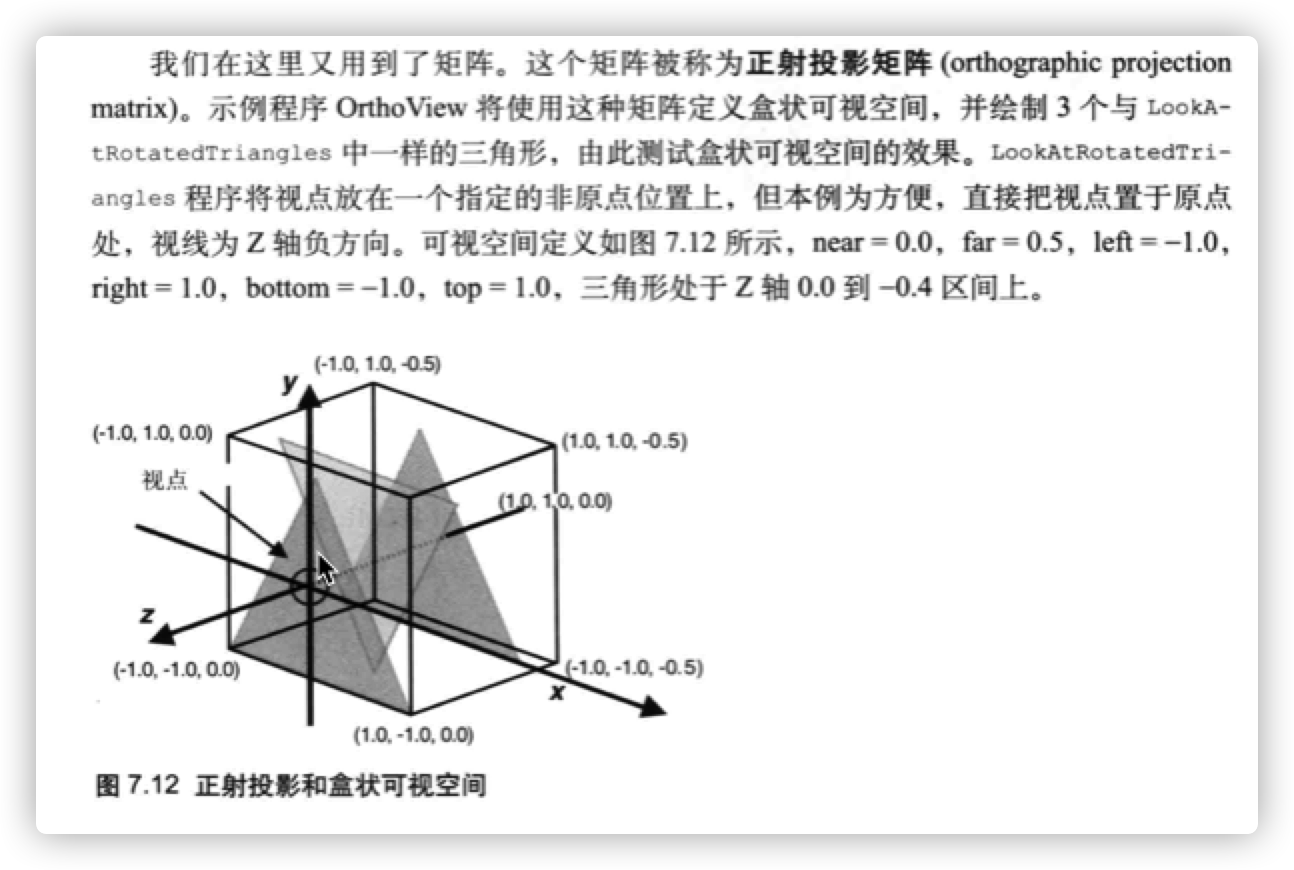 我们在这里又用到了矩阵。这个矩阵被称为正射投影矩阵 (orthographic projection
matrix)。示例程序 OrthoView 将使用这种矩阵定义盒状可视空间，并绘制 3 个与 LookA-
tRotatedTriangles 中一样的三角形，由此测试盒状可视空间的效果。LookAtRotatedTri-
angles 程序将视点放在一个指定的非原点位置上，但本例为方便，直接把视点置于原点
处，视线为 Z 轴负方向。可视空间定义如图 7.12 所示，near = 0.0，far = 0.5，left = −1.0，
right = 1.0，bottom = −1.0，top = 1.0，三角形处于 Z 轴 0.0 到 −0.4 区间上。
(-1.0, 1.0, -0.5)
y
(-1.0, 1.0, 0.0)
(1.0, 1.0, -0.5)
视点
(1.0, 1.0, 0.0)
z
(-1.0, -1.0, 0.0)
(-1.0, -1.0, -0.5)
x
(1.0, -1.0, 0.0)
图 7.12 正射投影和盒状可视空间